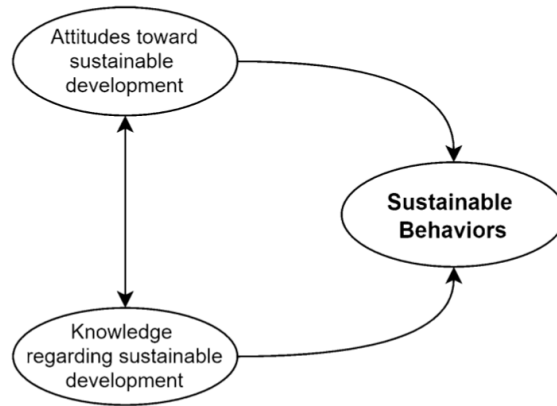 Attitudes toward
sustainable
development
Sustainable
Behaviors
Knowledge
regarding sustainable
development